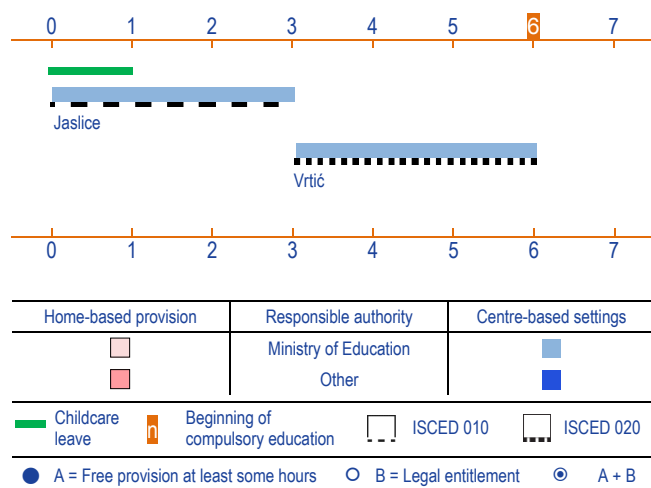 0 1 2 3 4 5 6 7
Jaslice
Vrtić
0 1 2 3 4 5 6 7
Home-based provision Responsible authority Centre-based settings
Ministry of Education
Other
Childcare leave n Beginning of compulsory education ISCED 010 ISCED 020
A = Free provision at least some hours B = Legal entitlement A + B